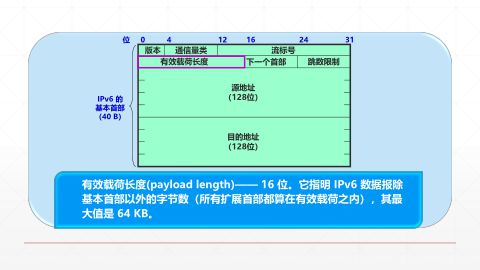 位 0 4 12 16 24 31
版本 通信量类 流标号
有效载荷长度 下一个首部 跳数限制
IPv6 的
基本首部
(40 B)
源地址
(128位)
目的地址
(128位)
有效载荷长度(payload length)—— 16 位。它指明 IPv6 数据报除
基本首部以外的字节数（所有扩展首部都算在有效载荷之内），其最
大值是 64 KB。